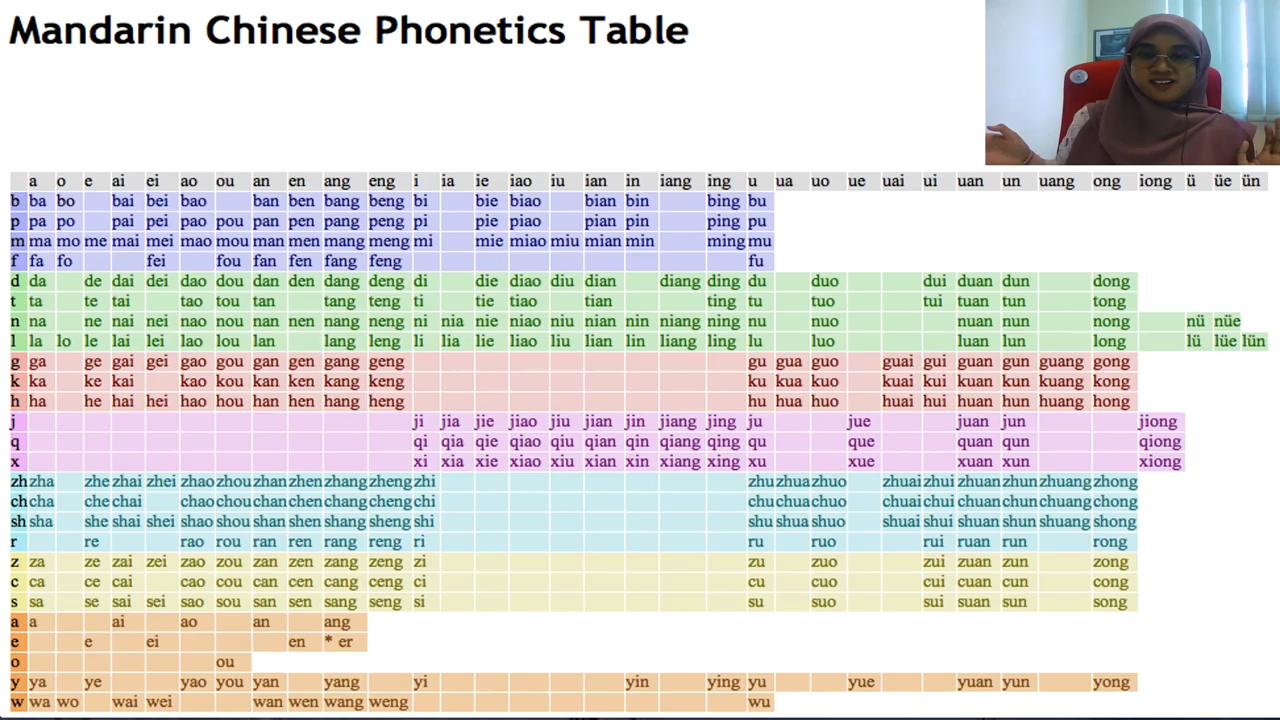 Mandarin Chinese Phonetics Table
a o e ai ei ao ou an en ang eng i ia ie iao iu ian in iang ing u ua uo ue uai ui uan un uang ong iong ü üe ün
b ba bo bai bei bao ban ben bang beng bi bie biao bian bin bing bu
p pa po pai pei pao pou pan pen pang peng pi pie piao pian pin ping pu
m ma mo me mai mei mao mou man men mang meng mi mie miao miu mian min ming mu
f fa fo fei fou fan fen fang feng fu
d da de dai dei dao dou dan den dang deng di die diao diu dian diang ding du duo dui duan dun dong
t ta te tai tao tou tan tang teng ti tie tiao tian ting tu tuo tui tuan tun tong
n na ne nai nei nao nou nan nen nang neng ni nia nie niao niu nian nin niang ning nu nuo nuan nun nong nü nüe
l la lo le lai lei lao lou lan lang leng li lia lie liao liu lian lin liang ling lu luo luan lun long lü lüe lün
g ga ge gai gei gao gou gan gen gang geng gu gua guo guai gui guan gun guang gong
k ka ke kai kao kou kan ken kang keng ku kua kuo kuai kui kuan kun kuang kong
h ha he hai hei hao hou han hen hang heng hu hua huo huai hui huan hun huang hong
j ji jia jie jiao jiu jian jin jiang jing ju jue juan jun jiong
q qi qia qie qiao qiu qian qin qiang qing qu que quan qun qiong
x xi xia xie xiao xiu xian xin xiang xing xu xue xuan xun xiong
zh zha zhe zhai zhei zhao zhou zhan zhen zhang zheng zhi zhu zhua zhuo zhuai zhui zhuan zhun zhuang zhong
ch cha che chai chao chou chan chen chang cheng chi chu chua chuo chuai chui chuan chun chuang chong
sh sha she shai shei shao shou shan shen shang sheng shi shu shua shuo shuai shui shuan shun shuang shong
r re rao rou ran ren rang reng ri ru ruo rui ruan run rong
z za ze zai zei zao zou zan zen zang zeng zi zu zuo zui zuan zun zong
c ca ce cai cao cou can cen cang ceng ci cu cuo cui cuan cun cong
s sa se sai sei sao sou san sen sang seng si su suo sui suan sun song
a a ai ao an ang
e e ei en * er
o ou
y ya ye yao you yan yang yi yin ying yu yue yuan yun yong
w wa wo wai wei wan wen wang weng wu